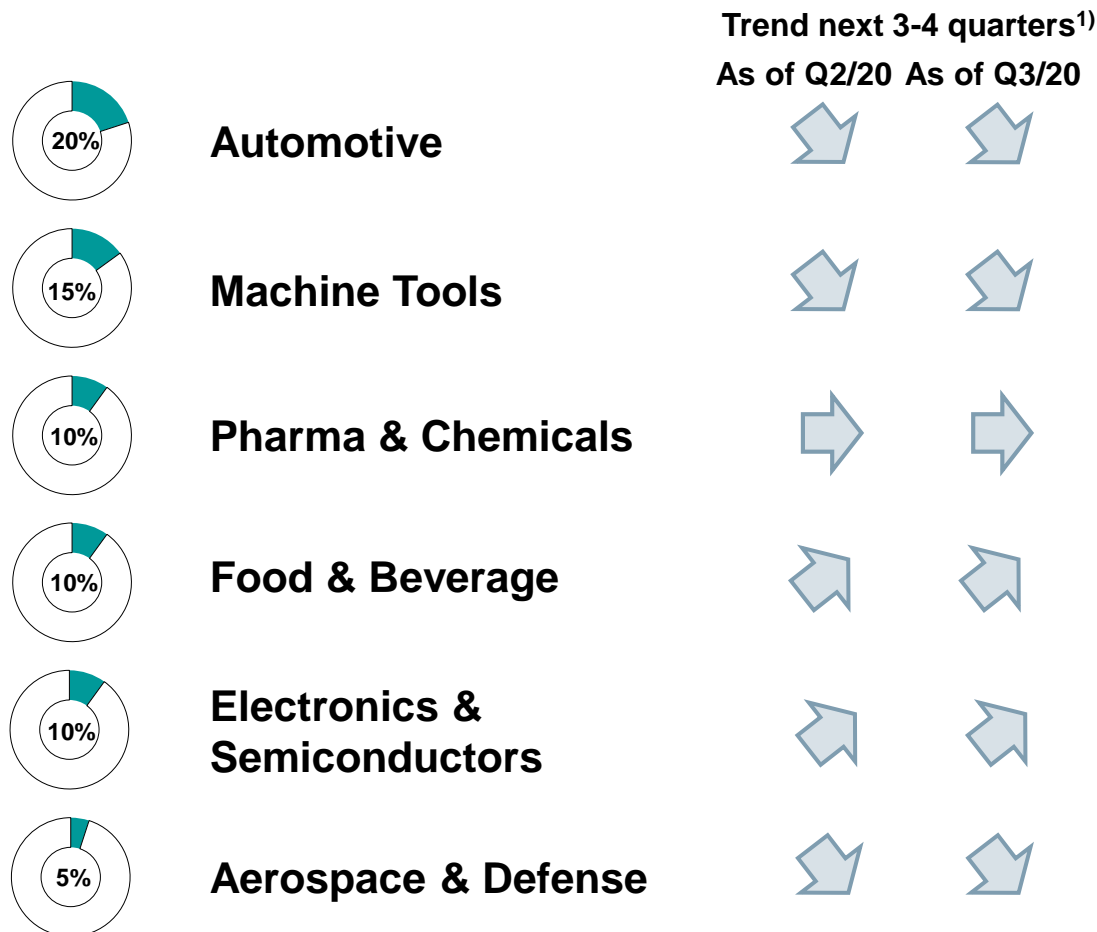 Trend next 3-4 quarters1)
As of Q2/20 As of Q3/20
20%
Automotive
15%
Machine Tools
10%
Pharma & Chemicals
10%
Food & Beverage
10%
Electronics &
Semiconductors
5%
Aerospace & Defense